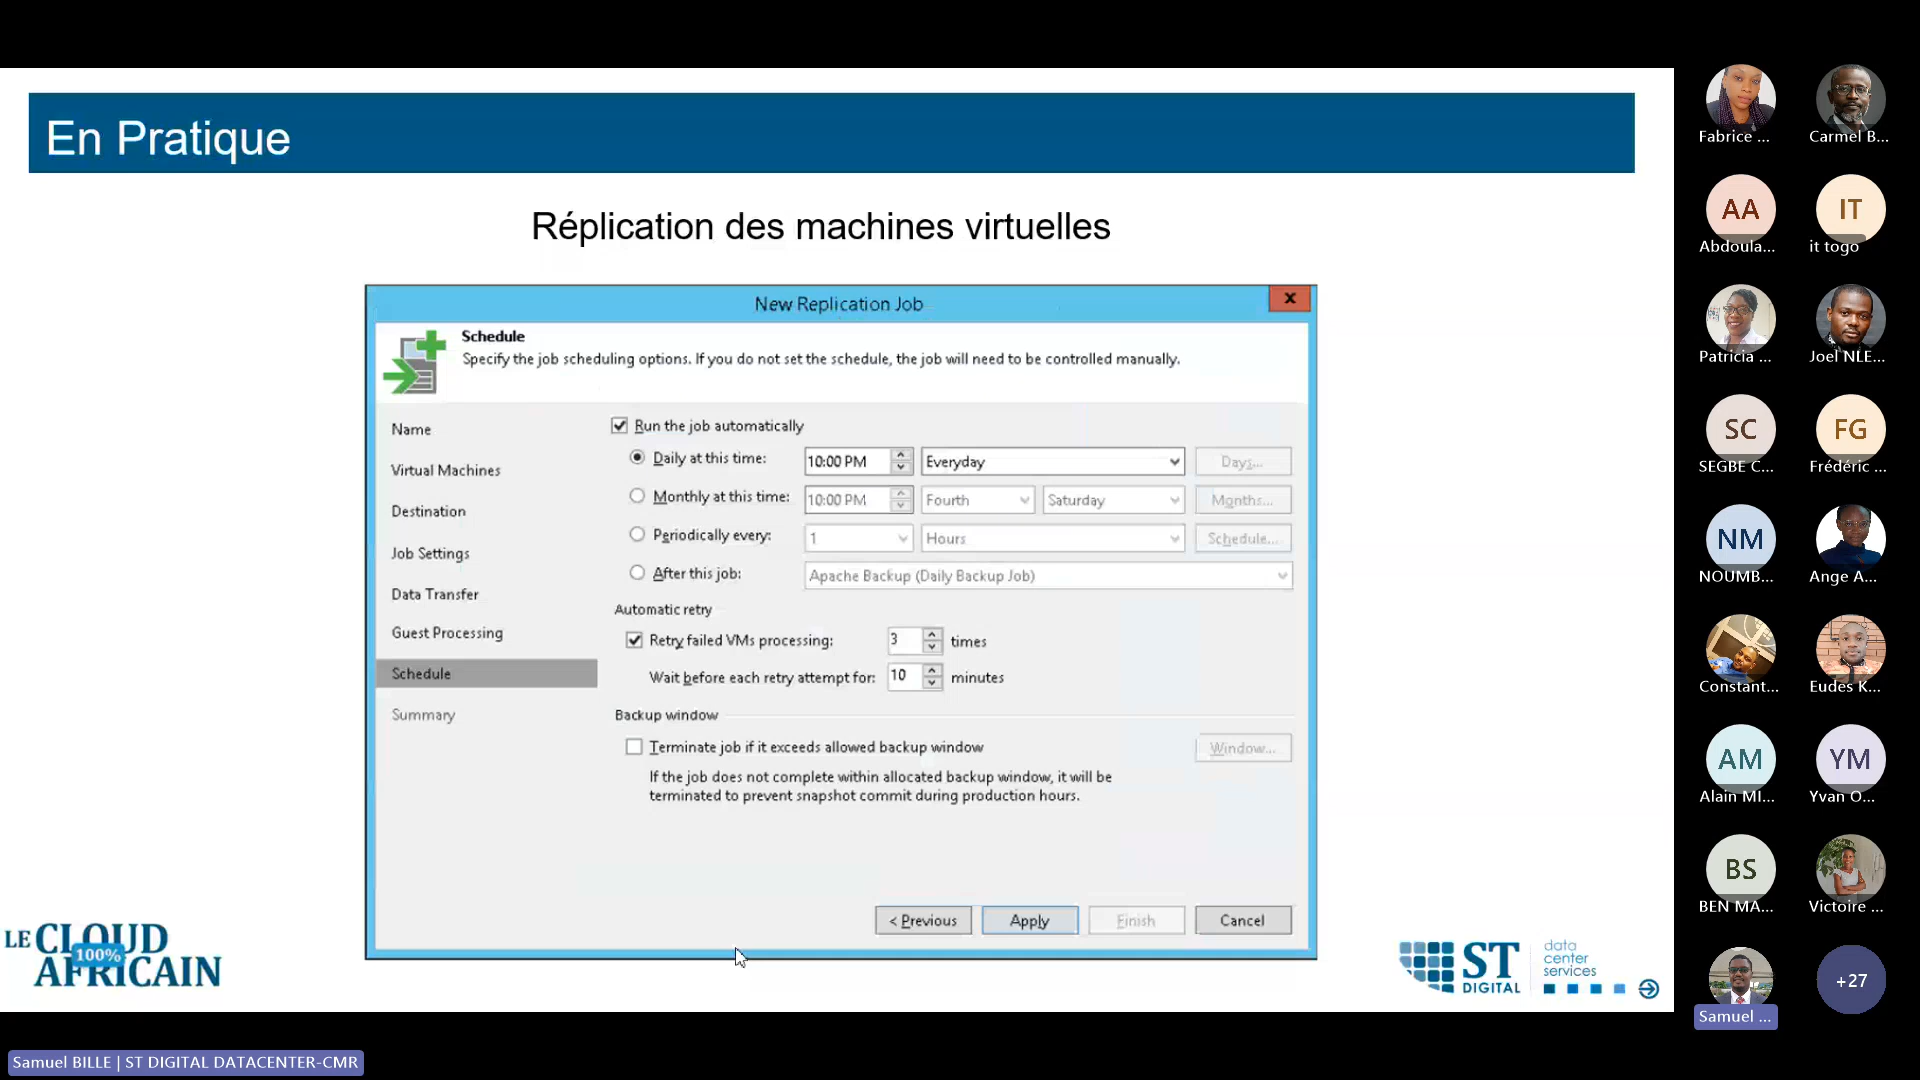 En Pratique
Réplication des machines virtuelles
New Replication Job
x
Schedule
Specify the job scheduling options. If you do not set the schedule, the job will need to be controlled manually.
Name
Virtual Machines
Destination
Job Settings
Data Transfer
Guest Processing
Schedule
Summary
Run the job automatically
Daily at this time: 10:00 PM Everyday Days...
Monthly at this time: 10:00 PM Fourth Saturday Months...
Periodically every: 1 Hours Schedule...
After this job: Apache Backup (Daily Backup Job)
Automatic retry
Retry failed VMs processing: 3 times
Wait before each retry attempt for: 10 minutes
Backup window
Terminate job if it exceeds allowed backup window Window...
If the job does not complete within allocated backup window, it will be
terminated to prevent snapshot commit during production hours.
< Previous Apply Finish Cancel
LE CLOUD
100%
AFRICAIN
ST
DIGITAL
data
center
services
Samuel BILLE | ST DIGITAL DATACENTER-CMR
Fabrice ... Carmel B...
AA IT
Abdoula... it togo
Patricia ... Joel NLE...
SC FG
SEGBE C... Frédéric ...
NM
NOUMB... Ange A...
Constant... Eudes K...
AM YM
Alain MI... Yvan O...
BS
BEN MA... Victoire ...
Samuel ... +27